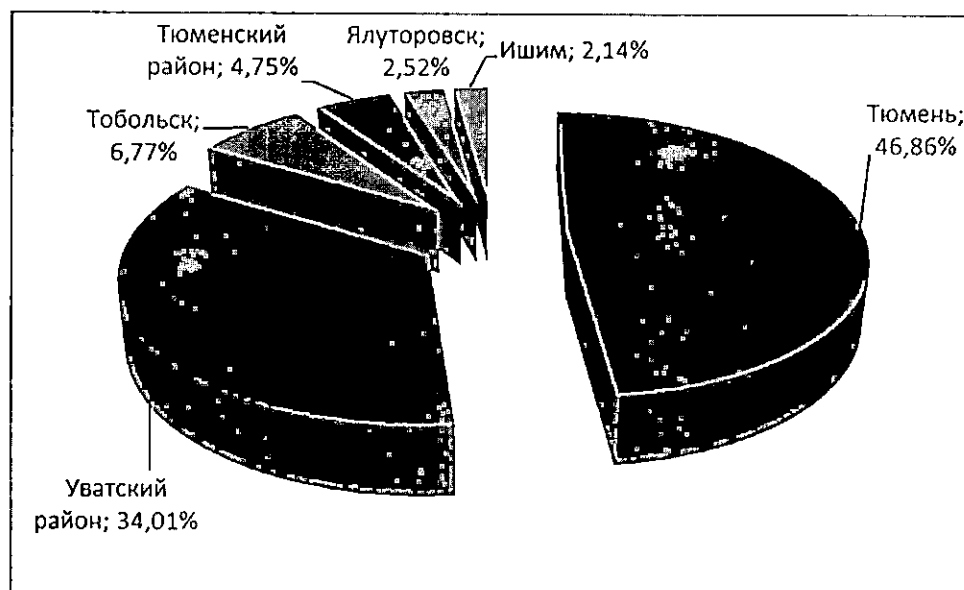 Тюменский
район; 4,75%
Ялуторовск;
2,52%
Ишим; 2,14%
Тобольск;
6,77%
Тюмень;
46,86%
Уватский
район; 34,01%